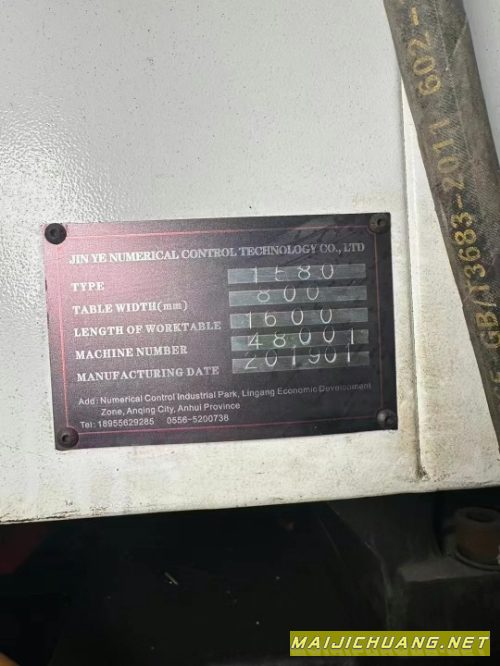 JIN YE NUMERICAL CONTROL TECHNOLOGY CO., LTD
TYPE 1580
TABLE WIDTH(mm) 800
LENGTH OF WORKTABLE 1600
MACHINE NUMBER 48001
MANUFACTURING DATE 201901
Add: Numerical Control Industrial Park, Lingang Economic Development
Zone, Anqing City, Anhui Province
Tel: 18955629285 0556-5200738
GB/T3683-2011 602-
MAIJICHUANG.NET